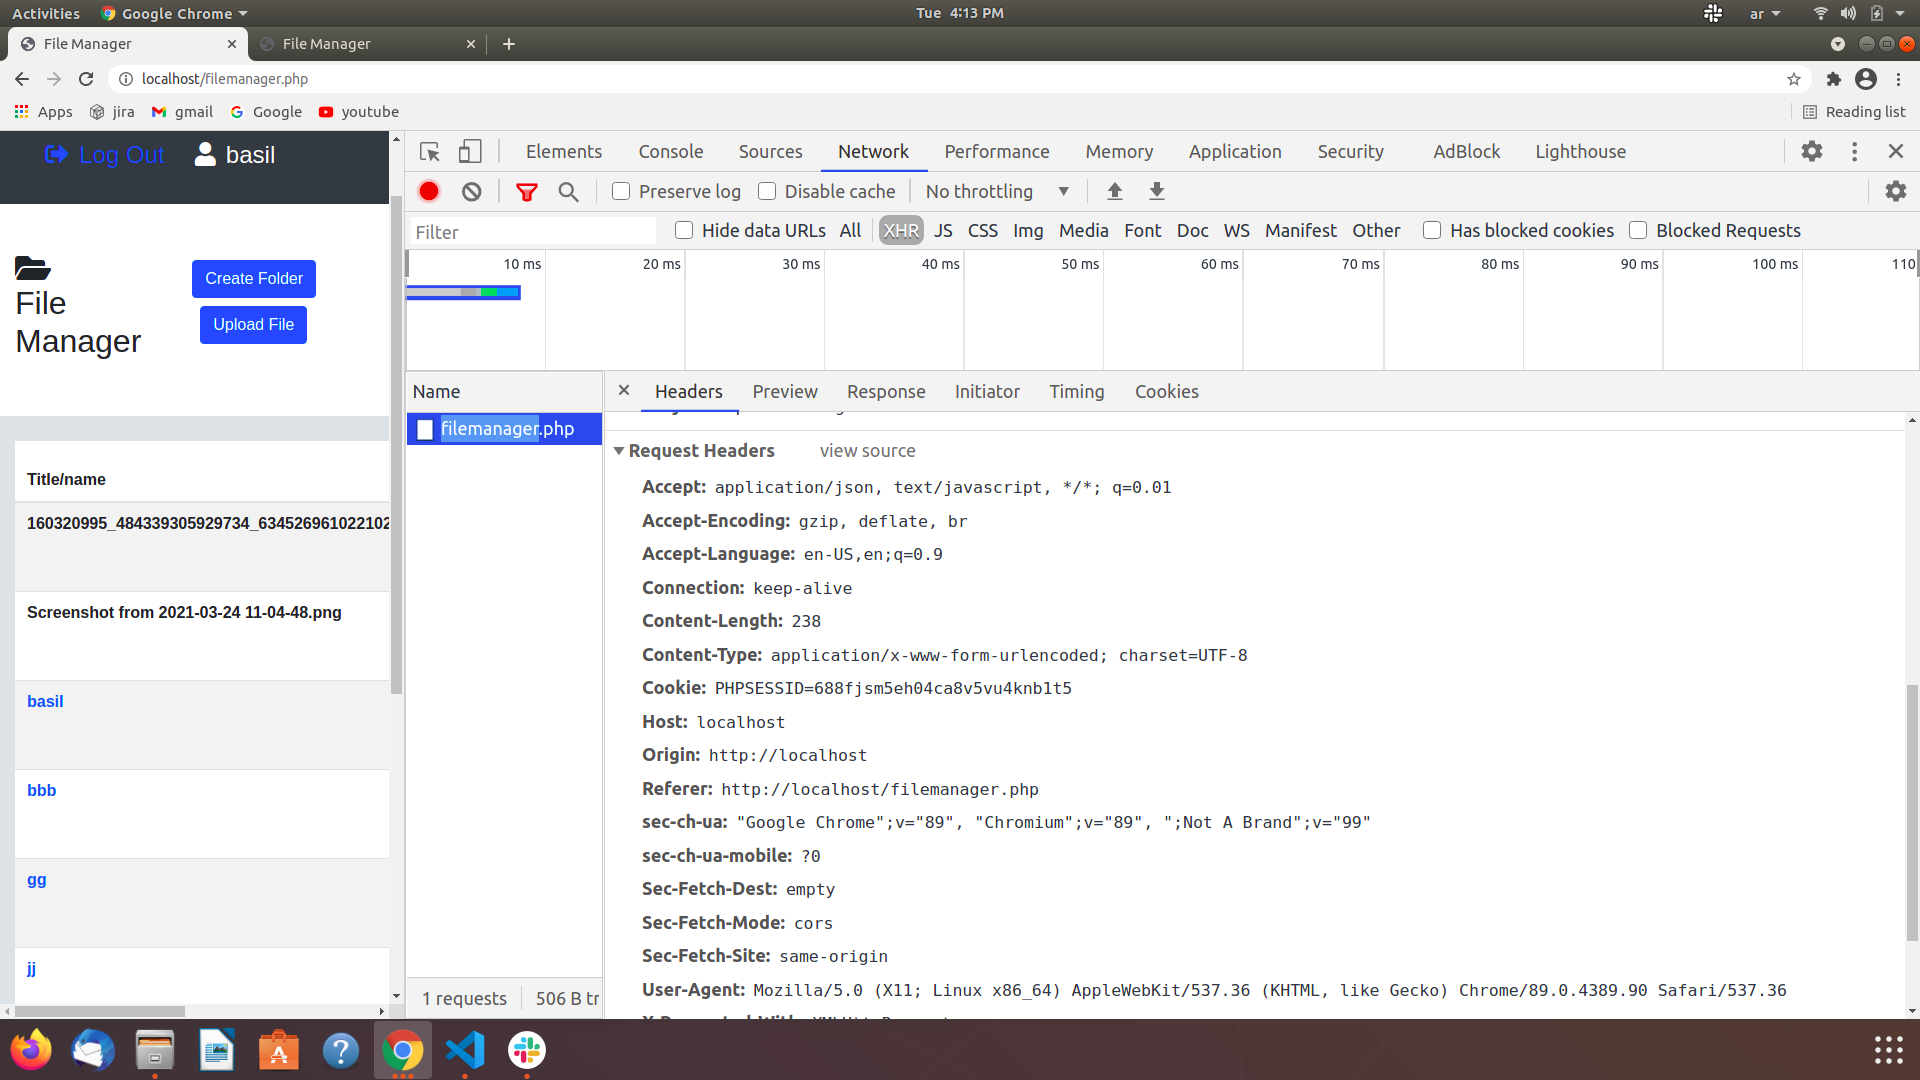 Activities Google Chrome Tue 4:13 PM ar
File Manager File Manager
localhost/filemanager.php
Apps jira gmail Google youtube Reading list
Log Out basil
File Manager
Create Folder
Upload File
Title/name
160320995_484339305929734_634526961022102
Screenshot from 2021-03-24 11-04-48.png
basil
bbb
gg
jj
Elements Console Sources Network Performance Memory Application Security AdBlock Lighthouse
Preserve log Disable cache No throttling
Filter Hide data URLs All XHR JS CSS Img Media Font Doc WS Manifest Other Has blocked cookies Blocked Requests
10 ms 20 ms 30 ms 40 ms 50 ms 60 ms 70 ms 80 ms 90 ms 100 ms 110
Name
filemanager.php
1 requests 506 B tr
Headers Preview Response Initiator Timing Cookies
Request Headers view source
Accept: application/json, text/javascript, */*; q=0.01
Accept-Encoding: gzip, deflate, br
Accept-Language: en-US,en;q=0.9
Connection: keep-alive
Content-Length: 238
Content-Type: application/x-www-form-urlencoded; charset=UTF-8
Cookie: PHPSESSID=688fjsm5eh04ca8v5vu4knb1t5
Host: localhost
Origin: http://localhost
Referer: http://localhost/filemanager.php
sec-ch-ua: "Google Chrome";v="89", "Chromium";v="89", ";Not A Brand";v="99"
sec-ch-ua-mobile: ?0
Sec-Fetch-Dest: empty
Sec-Fetch-Mode: cors
Sec-Fetch-Site: same-origin
User-Agent: Mozilla/5.0 (X11; Linux x86_64) AppleWebKit/537.36 (KHTML, like Gecko) Chrome/89.0.4389.90 Safari/537.36